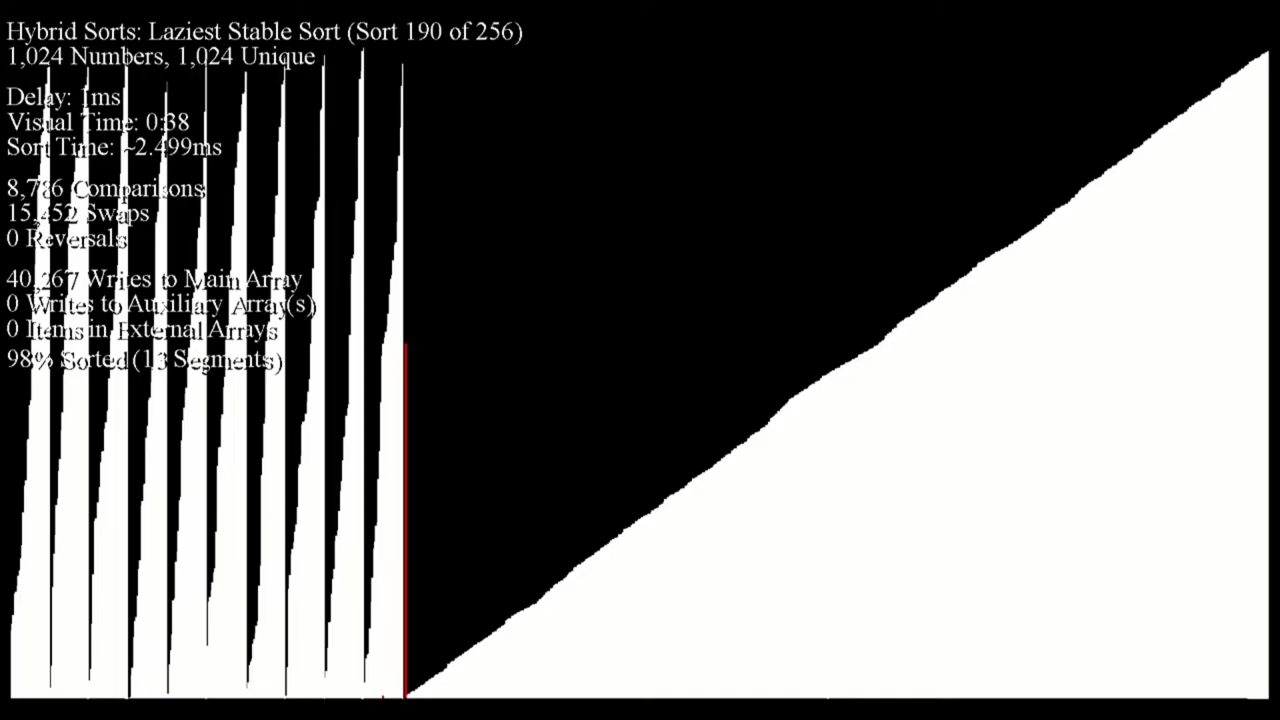 Hybrid Sorts: Laziest Stable Sort (Sort 190 of 256)
1,024 Numbers, 1,024 Unique
Delay: 1ms
Visual Time: 0:38
Sort Time: ~2.499ms
8,786 Comparisons
15,452 Swaps
0 Reversals
40,267 Writes to Main Array
0 Writes to Auxiliary Array(s)
0 Items in External Arrays
98% Sorted (13 Segments)